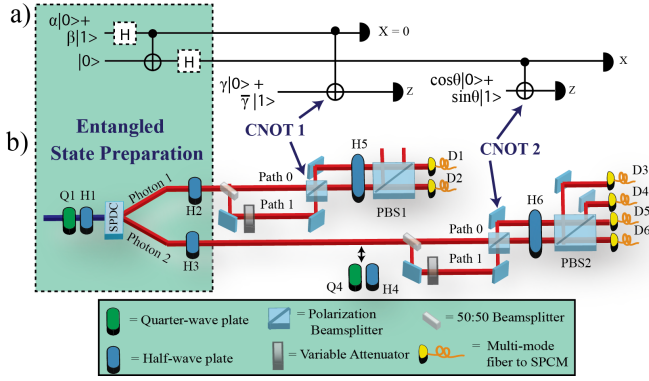 a)
α|0⟩+
β|1⟩
H
X = 0
|0⟩
H
X
γ|0⟩ +
γ̅ |1⟩
Z
cosθ|0⟩+
sinθ|1⟩
Z
CNOT 1
CNOT 2
b)
Entangled
State Preparation
Q1 H1
SPDC
Photon 1
Photon 2
H2
H3
Path 0
Path 1
H5
PBS1
D1
D2
Q4
H4
Path 0
Path 1
H6
PBS2
D3
D4
D5
D6
= Quarter-wave plate
= Polarization
Beamsplitter
= 50:50 Beamsplitter
= Half-wave plate
= Variable Attenuator
= Multi-mode
fiber to SPCM